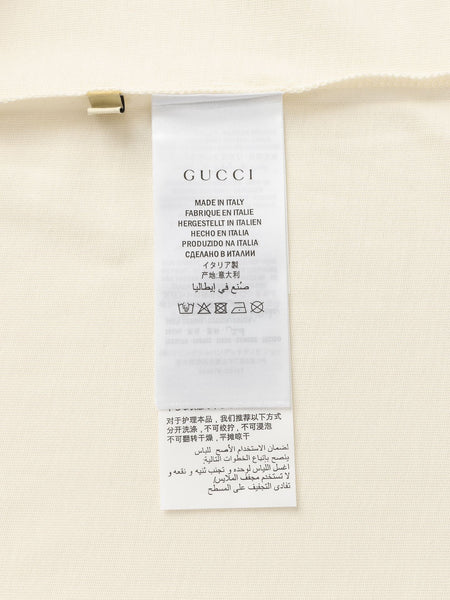 GUCCI
MADE IN ITALY
FABRIQUE EN ITALIE
HERGESTELLT IN ITALIEN
HECHO EN ITALIA
PRODUZIDO NA ITALIA
СДЕЛАНО В ИТАЛИИ
イタリア製
产地:意大利
صُنع في إيطاليا
对于护理本品，我们推荐以下方式
分开洗涤，不可绞拧，不可浸泡
不可翻转干燥，平摊晾干
لضمان الاستخدام الأصح للباس
ينصح بإتباع الخطوات التالية:
اغسل اللباس لوحده و تجنب ثنيه و نقعه و
لا تستخدم مجفف الملابس/
تفادى التجفيف على المسطح